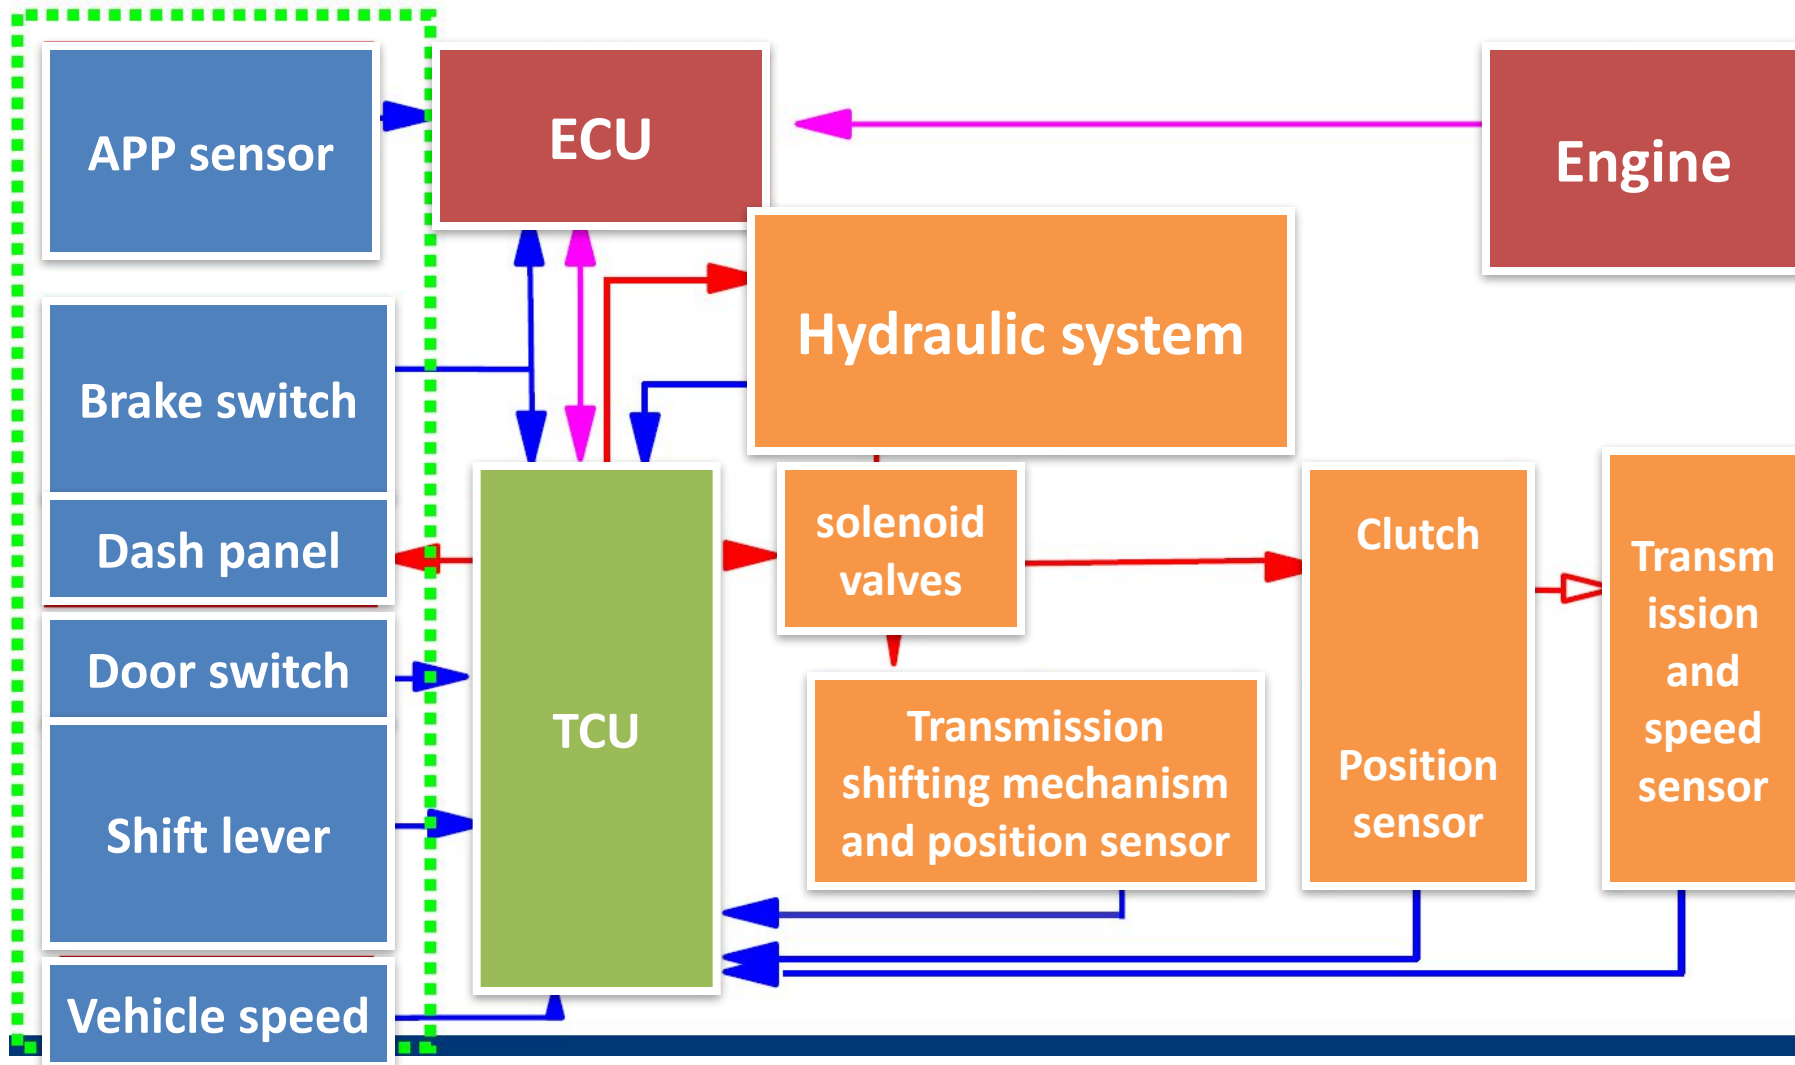 APP sensor
ECU
Engine
Hydraulic system
Brake switch
Dash panel
Door switch
Shift lever
Vehicle speed
TCU
solenoid
valves
Transmission
shifting mechanism
and position sensor
Clutch
Position
sensor
Transm
ission
and
speed
sensor